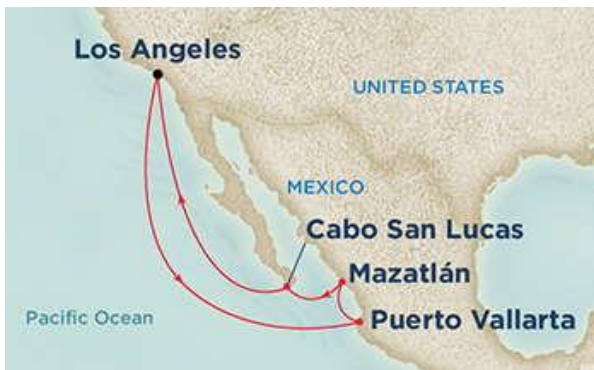 Los Angeles
UNITED STATES
MEXICO
Cabo San Lucas
Mazatlán
Pacific Ocean
Puerto Vallarta